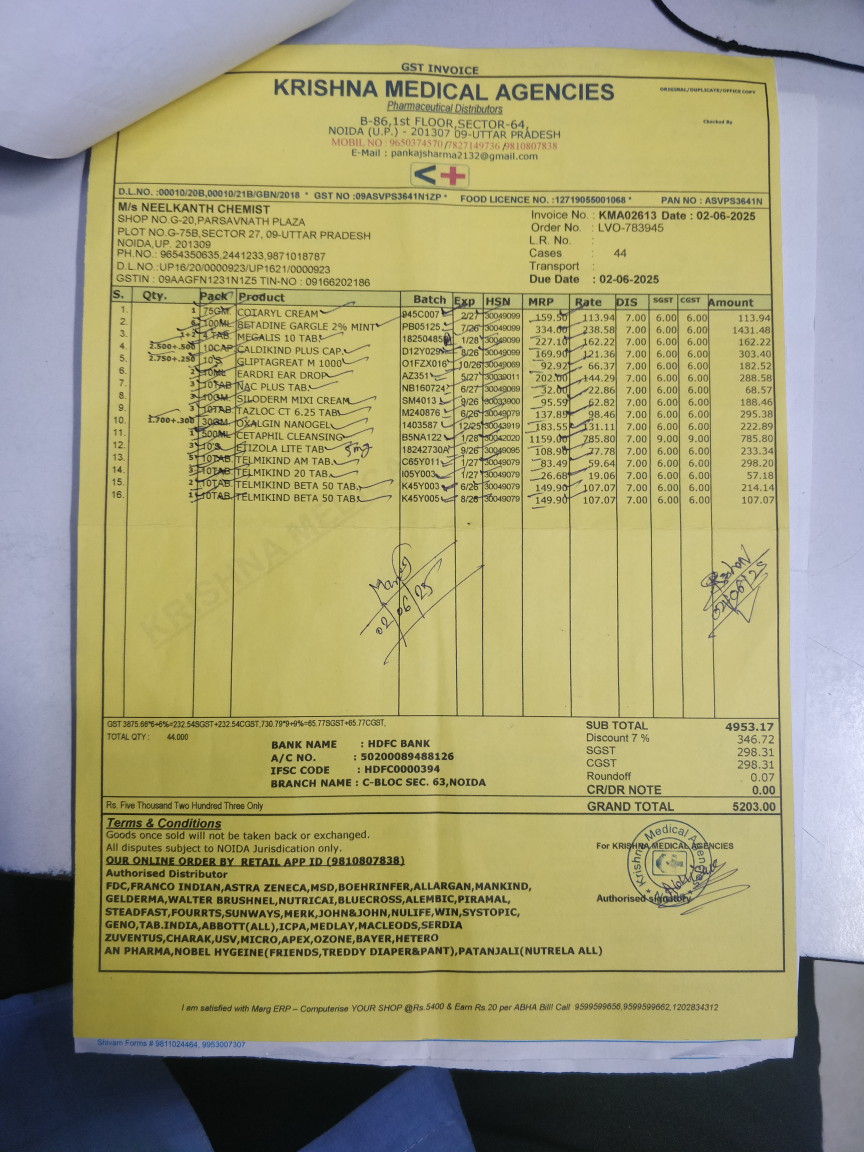 GST INVOICE
KRISHNA MEDICAL AGENCIES
ORIGINAL/DUPLICATE/OFFICE COPY
Pharmaceutical Distributors
Checked By
B-86,1st FLOOR,SECTOR-64,
NOIDA (U.P.) - 201307 09-UTTAR PRADESH
MOBIL NO : 9650374570 /7827149736 /9810807838
E-Mail : pankajsharma2132@gmail.com
D.L.NO. :00010/20B,00010/21B/GBN/2018 * GST NO :09ASVPS3641N1ZP * FOOD LICENCE NO. :12719055001068 * PAN NO : ASVPS3641N
M/s NEELKANTH CHEMIST
SHOP NO.G-20,PARSAVNATH PLAZA
PLOT NO.G-75B,SECTOR 27, 09-UTTAR PRADESH
NOIDA,UP. 201309
PH.NO. : 9654350635,2441233,9871018787
D.L.NO.:UP16/20/0000923/UP1621/0000923
GSTIN : 09AAGFN1231N1Z5 TIN-NO : 09166202186
Invoice No. : KMA02613 Date : 02-06-2025
Order No. : LVO-783945
L.R. No. :
Cases : 44
Transport :
Due Date : 02-06-2025
S. Qty. Pack Product Batch Exp HSN MRP Rate DIS SGST CGST Amount
1. 1 75GM. COTARYL CREAM 945C007 2/27 30049099 159.50 113.94 7.00 6.00 6.00 113.94
2. 6 100ML BETADINE GARGLE 2% MINT PB05125 7/26 30049099 334.00 238.58 7.00 6.00 6.00 1431.48
3. 1+2 4 TAB. MEGALIS 10 TAB 18250485 1/28 30049099 227.10 162.22 7.00 6.00 6.00 162.22
4. 2.500+.500 10CAP CALDIKIND PLUS CAP. D12Y029 8/26 30049099 169.90 121.36 7.00 6.00 6.00 303.40
5. 2.750+.250 10'S GLIPTAGREAT M 1000 O1FZX016 10/26 30049069 92.92 66.37 7.00 6.00 6.00 182.52
6. 2 10ML EARDRI EAR DROP AZ351 5/27 30039011 202.00 144.29 7.00 6.00 6.00 288.58
7. 3 10TAB NAC PLUS TAB. NB160724 6/27 30049069 32.00 22.86 7.00 6.00 6.00 68.57
8. 3 10GM. SILODERM MIXI CREAM SM4013 9/26 30033900 95.59 62.82 7.00 6.00 6.00 188.46
9. 3 10TAB TAZLOC CT 6.25 TAB M240876 6/26 30049079 137.89 98.46 7.00 6.00 6.00 295.38
10. 1.700+.300 30GM OXALGIN NANOGEL 1403587 12/25 30043919 183.55 131.11 7.00 6.00 6.00 222.89
11. 1 500ML CETAPHIL CLEANSING B5NA122 1/28 30042020 1159.00 785.80 7.00 9.00 9.00 785.80
12. 3 10'S ETIZOLA LITE TAB 5mg 18242730A 9/26 30049095 108.90 77.78 7.00 6.00 6.00 233.34
13. 5 10TAB TELMIKIND AM TAB C65Y011 1/27 30049079 83.49 59.64 7.00 6.00 6.00 298.20
14. 3 10TAB TELMIKIND 20 TAB I05Y003 1/27 30049079 26.68 19.06 7.00 6.00 6.00 57.18
15. 2 10TAB TELMIKIND BETA 50 TAB K45Y003 6/26 30049079 149.90 107.07 7.00 6.00 6.00 214.14
16. 1 10TAB TELMIKIND BETA 50 TAB K45Y005 8/26 30049079 149.90 107.07 7.00 6.00 6.00 107.07
02/06/25
GST 3875.66*6+6%=232.54SGST+232.54CGST,730.79*9+9%=65.77SGST+65.77CGST,
TOTAL QTY : 44.000
BANK NAME : HDFC BANK
A/C NO. : 50200089488126
IFSC CODE : HDFC0000394
BRANCH NAME : C-BLOC SEC. 63,NOIDA
SUB TOTAL 4953.17
Discount 7 % 346.72
SGST 298.31
CGST 298.31
Roundoff 0.07
CR/DR NOTE 0.00
Rs. Five Thousand Two Hundred Three Only
GRAND TOTAL 5203.00
Terms & Conditions
Goods once sold will not be taken back or exchanged.
All disputes subject to NOIDA Jurisdication only.
OUR ONLINE ORDER BY RETAIL APP ID (9810807838)
Authorised Distributor
FDC,FRANCO INDIAN,ASTRA ZENECA,MSD,BOEHRINFER,ALLARGAN,MANKIND,
GELDERMA,WALTER BRUSHNEL,NUTRICAI,BLUECROSS,ALEMBIC,PIRAMAL,
STEADFAST,FOURRTS,SUNWAYS,MERK,JOHN&JOHN,NULIFE,WIN,SYSTOPIC,
GENO,TAB.INDIA,ABBOTT(ALL),ICPA,MEDLAY,MACLEODS,SERDIA
ZUVENTUS,CHARAK,USV,MICRO,APEX,OZONE,BAYER,HETERO
AN PHARMA,NOBEL HYGEINE(FRIENDS,TREDDY DIAPER&PANT),PATANJALI(NUTRELA ALL)
For KRISHNA MEDICAL AGENCIES
Krishna Medical Agencies
Authorised signatory
I am satisfied with Marg ERP – Computerise YOUR SHOP @Rs.5400 & Earn Rs.20 per ABHA Bill! Call 9599599656,9599599662,1202834312
Shivam Forms # 9811024464, 9953007307